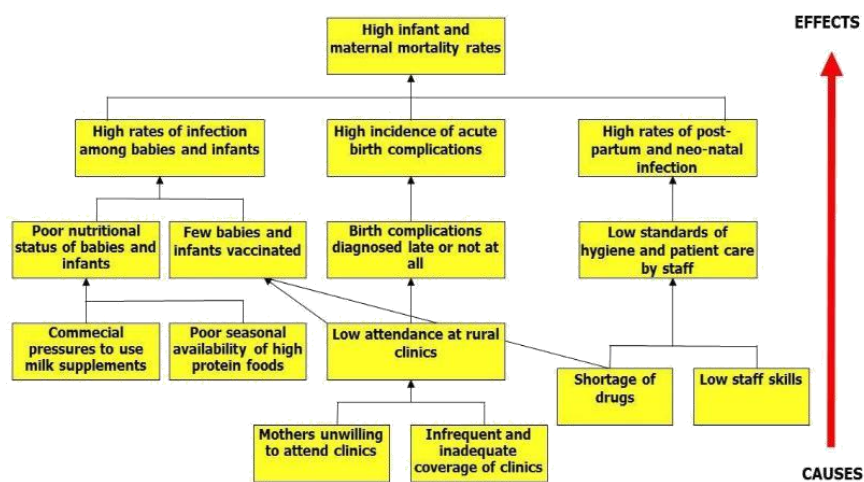 EFFECTS
High infant and
maternal mortality
rates
High rates of infection
among babies and
infants
High incidence of acute
birth complications
High rates of post-
partum and neo-natal
infection
Poor nutritional
status of babies and
infants
Few babies and
infants vaccinated
Birth complications
diagnosed late or not at
all
Low standards of
hygiene and patient care
by staff
Commecial
pressures to use
milk supplements
Poor seasonal
availability of high
protein foods
Low attendance at rural
clinics
Shortage of
drugs
Low staff skills
Mothers unwilling
to attend clinics
Infrequent and
inadequate
coverage of clinics
CAUSES